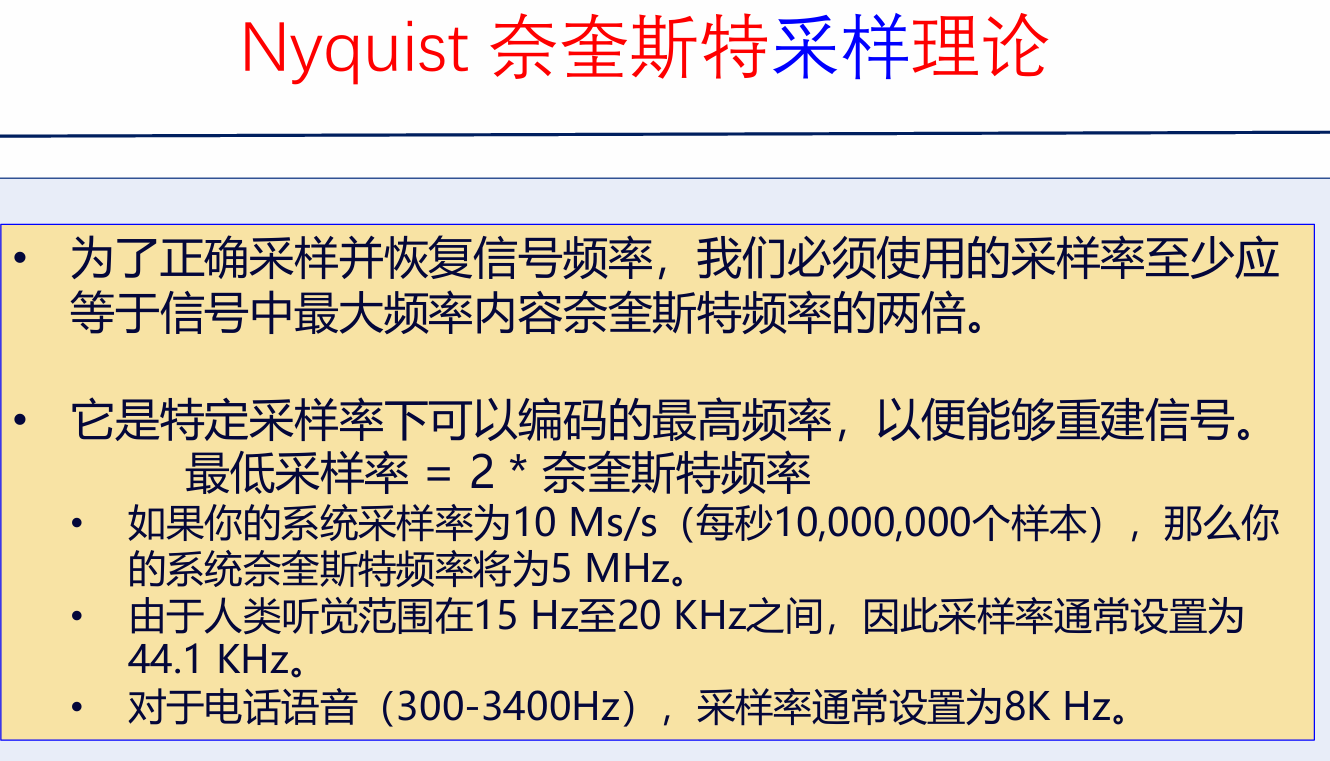 Nyquist 奈奎斯特采样理论
• 为了正确采样并恢复信号频率，我们必须使用的采样率至少应
等于信号中最大频率内容奈奎斯特频率的两倍。
• 它是特定采样率下可以编码的最高频率，以便能够重建信号。
最低采样率 = 2 * 奈奎斯特频率
• 如果你的系统采样率为10 Ms/s（每秒10,000,000个样本），那么你
的系统奈奎斯特频率将为5 MHz。
• 由于人类听觉范围在15 Hz至20 KHz之间，因此采样率通常设置为
44.1 KHz。
• 对于电话语音（300-3400Hz），采样率通常设置为8K Hz。